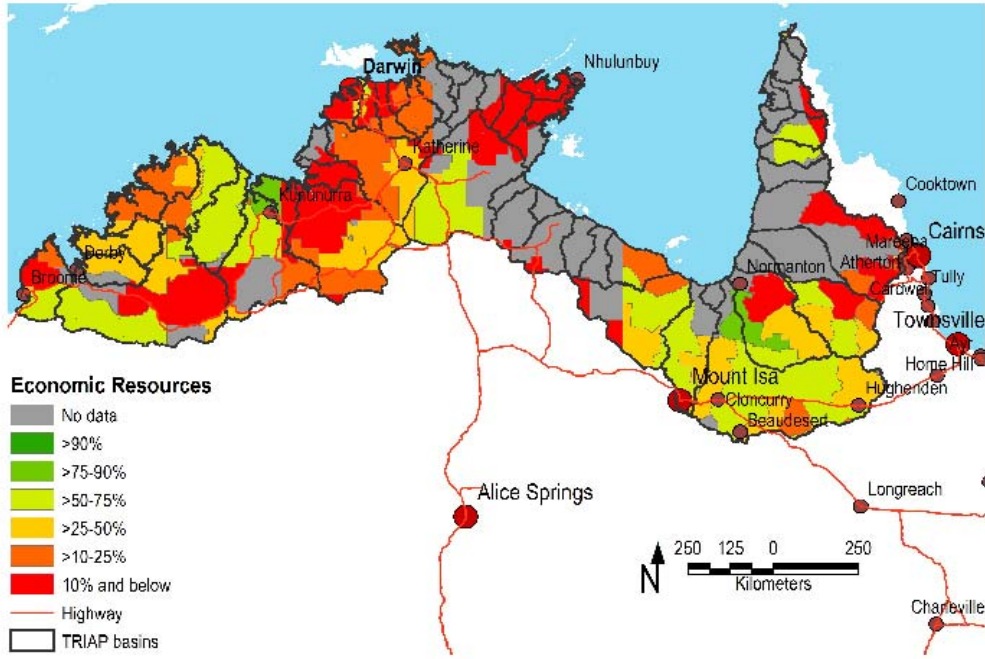 Darwin
Nhulunbuy
Katherine
Kununurra
Cooktown
Derby
Broome
Mareeba
Cairns
Atherton
Normanton
Tully
Cardwell
Townsville
Ayr
Home Hill
Mount Isa
Cloncurry
Hughenden
Beaudesert
Economic Resources
No data
>90%
>75-90%
>50-75%
>25-50%
>10-25%
10% and below
Highway
TRIAP basins
Alice Springs
Longreach
N
250 125 0 250
Kilometers
Charleville